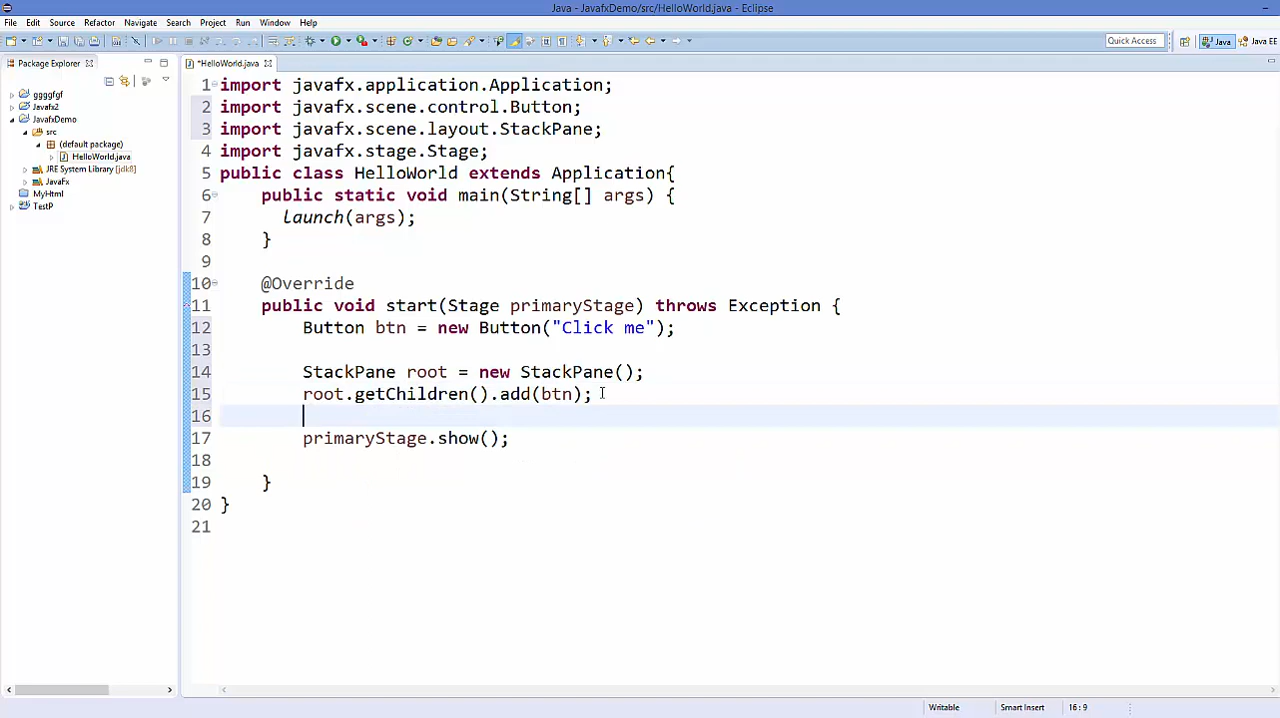 Java - JavafxDemo/src/HelloWorld.java - Eclipse
File Edit Source Refactor Navigate Search Project Run Window Help
Quick Access Java Java EE
Package Explorer
*HelloWorld.java
ggggfgf
Javafx2
JavafxDemo
src
(default package)
HelloWorld.java
JRE System Library [jdk8]
JavaFx
MyHtml
TestP
1 import javafx.application.Application;
2 import javafx.scene.control.Button;
3 import javafx.scene.layout.StackPane;
4 import javafx.stage.Stage;
5 public class HelloWorld extends Application{
6 public static void main(String[] args) {
7 launch(args);
8 }
9
10 @Override
11 public void start(Stage primaryStage) throws Exception {
12 Button btn = new Button("Click me");
13
14 StackPane root = new StackPane();
15 root.getChildren().add(btn);
16
17 primaryStage.show();
18
19 }
20 }
21
Writable Smart Insert 16 : 9